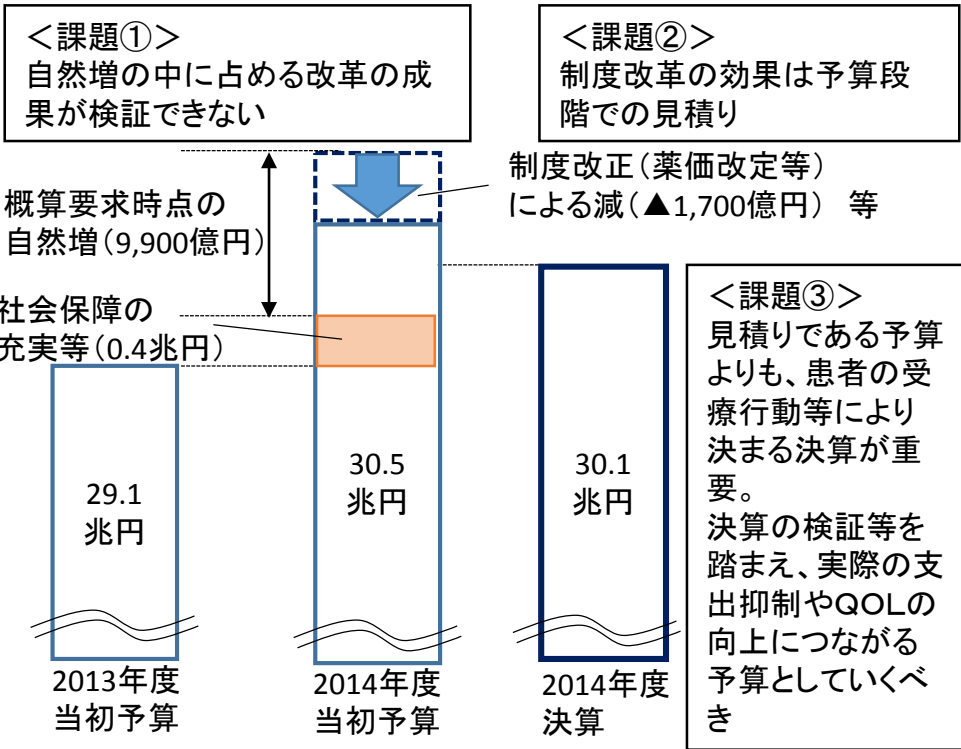 ＜課題①＞
自然増の中に占める改革の成
果が検証できない
＜課題②＞
制度改革の効果は予算段
階での見積り
制度改正（薬価改定等）
による減（▲1,700億円）　等
概算要求時点の
自然増（9,900億円）
社会保障の
充実等（0.4兆円）
29.1
兆円
30.5
兆円
30.1
兆円
＜課題③＞
見積りである予算
よりも、患者の受
療行動等により
決まる決算が重
要。
決算の検証等を
踏まえ、実際の支
出抑制やＱＯＬの
向上につながる
予算としていくべ
き
2013年度
当初予算
2014年度
当初予算
2014年度
決算